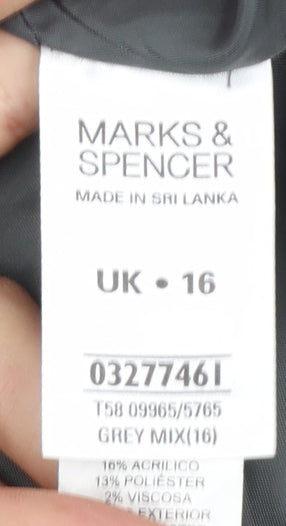 MARKS &
SPENCER
MADE IN SRI LANKA
UK • 16
03277461
T58 09965/5765
GREY MIX(16)
16% ACRILICO
13% POLIÉSTER
2% VISCOSA
EXTERIOR